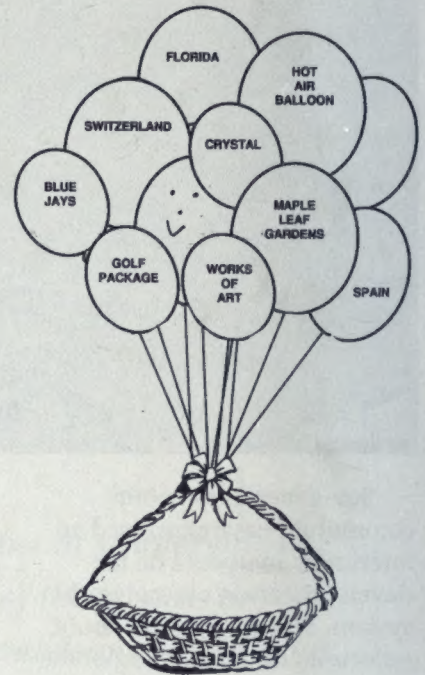 FLORIDA
HOT
AIR
BALLOON
SWITZERLAND
CRYSTAL
BLUE
JAYS
MAPLE
LEAF
GARDENS
GOLF
PACKAGE
WORKS
OF
ART
SPAIN